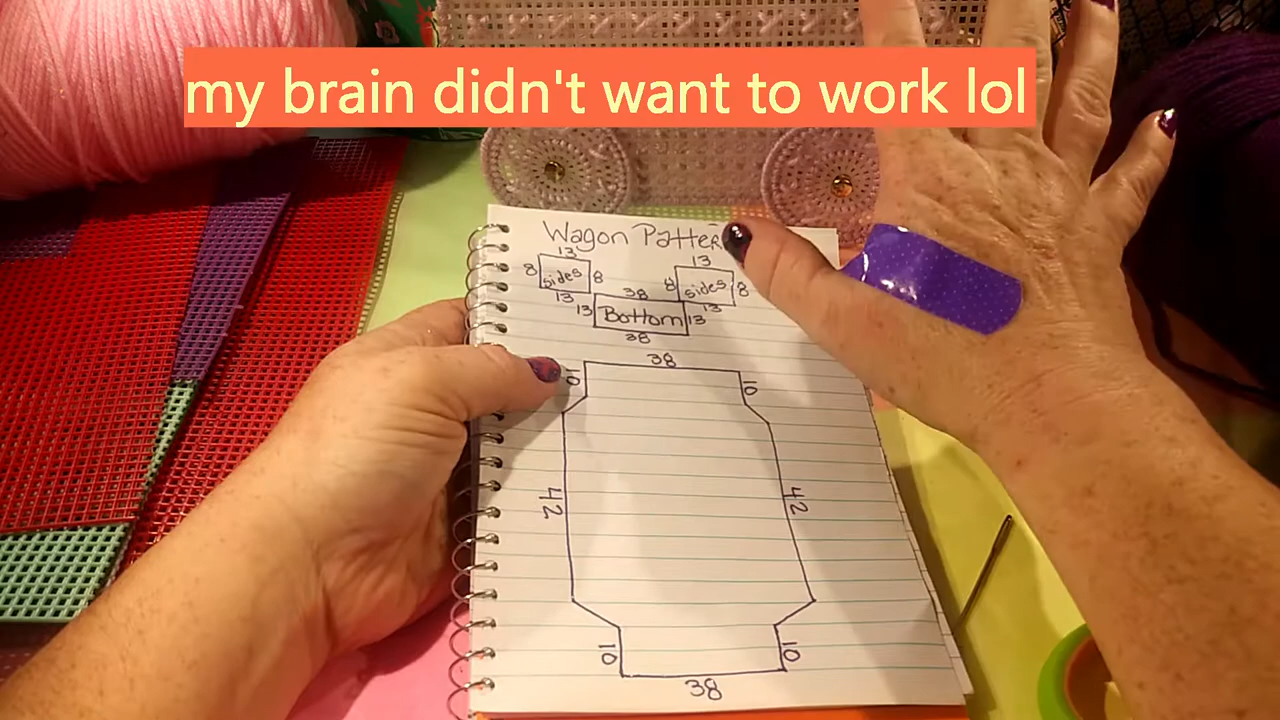 my brain didn't want to work lol
Wagon Patter
13 13
8 sides 8 8 sides 8
13 38 13
13 Bottom 13
38
38
10 10
42 42
10 10
38